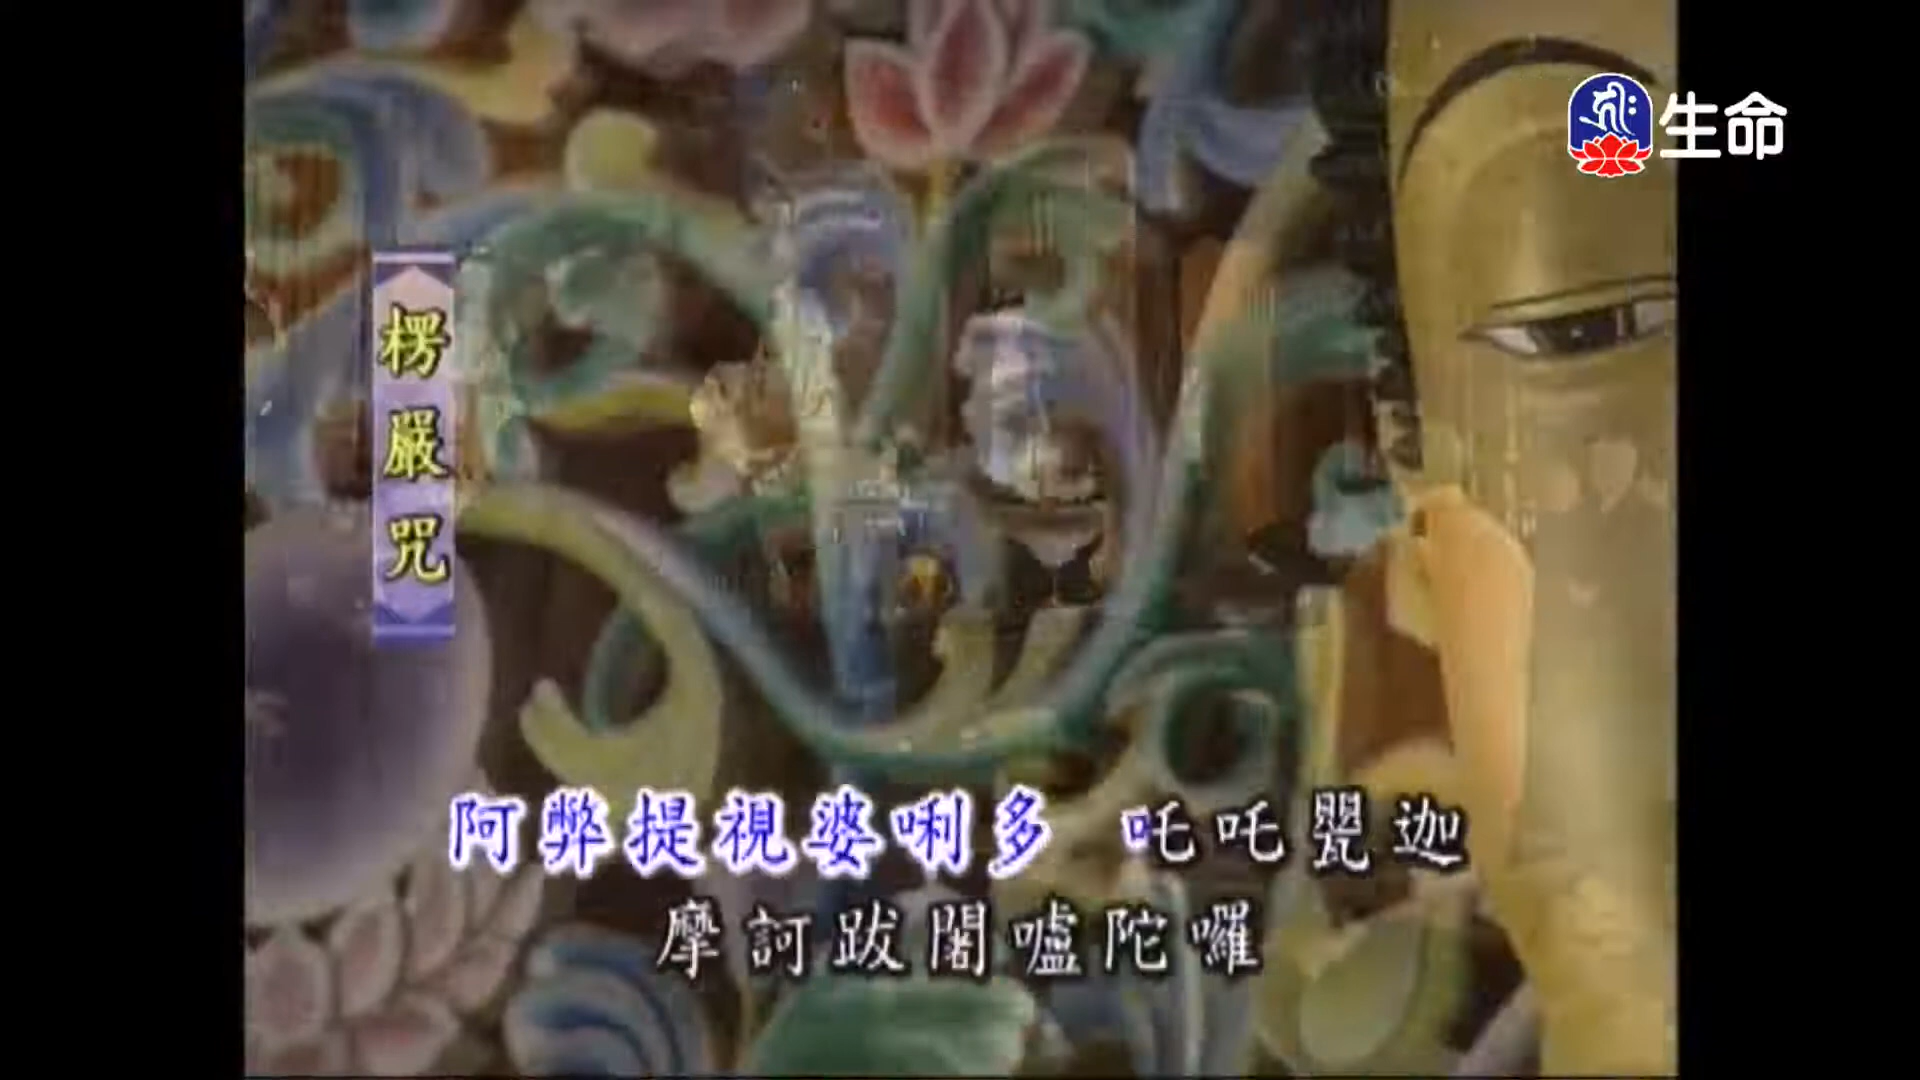 生命
楞嚴咒
阿弊提視婆唎多 吒吒甖迦
摩訶跋闍嚧陀囉